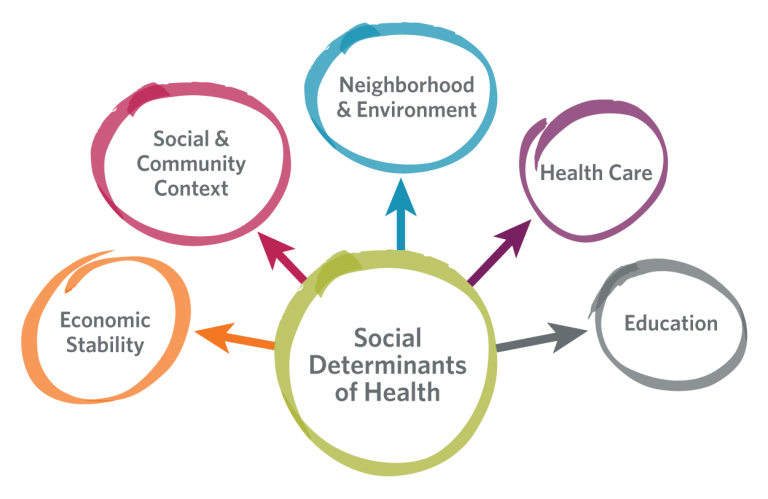 Neighborhood
& Environment
Social &
Community
Context
Health Care
Economic
Stability
Education
Social
Determinants
of Health